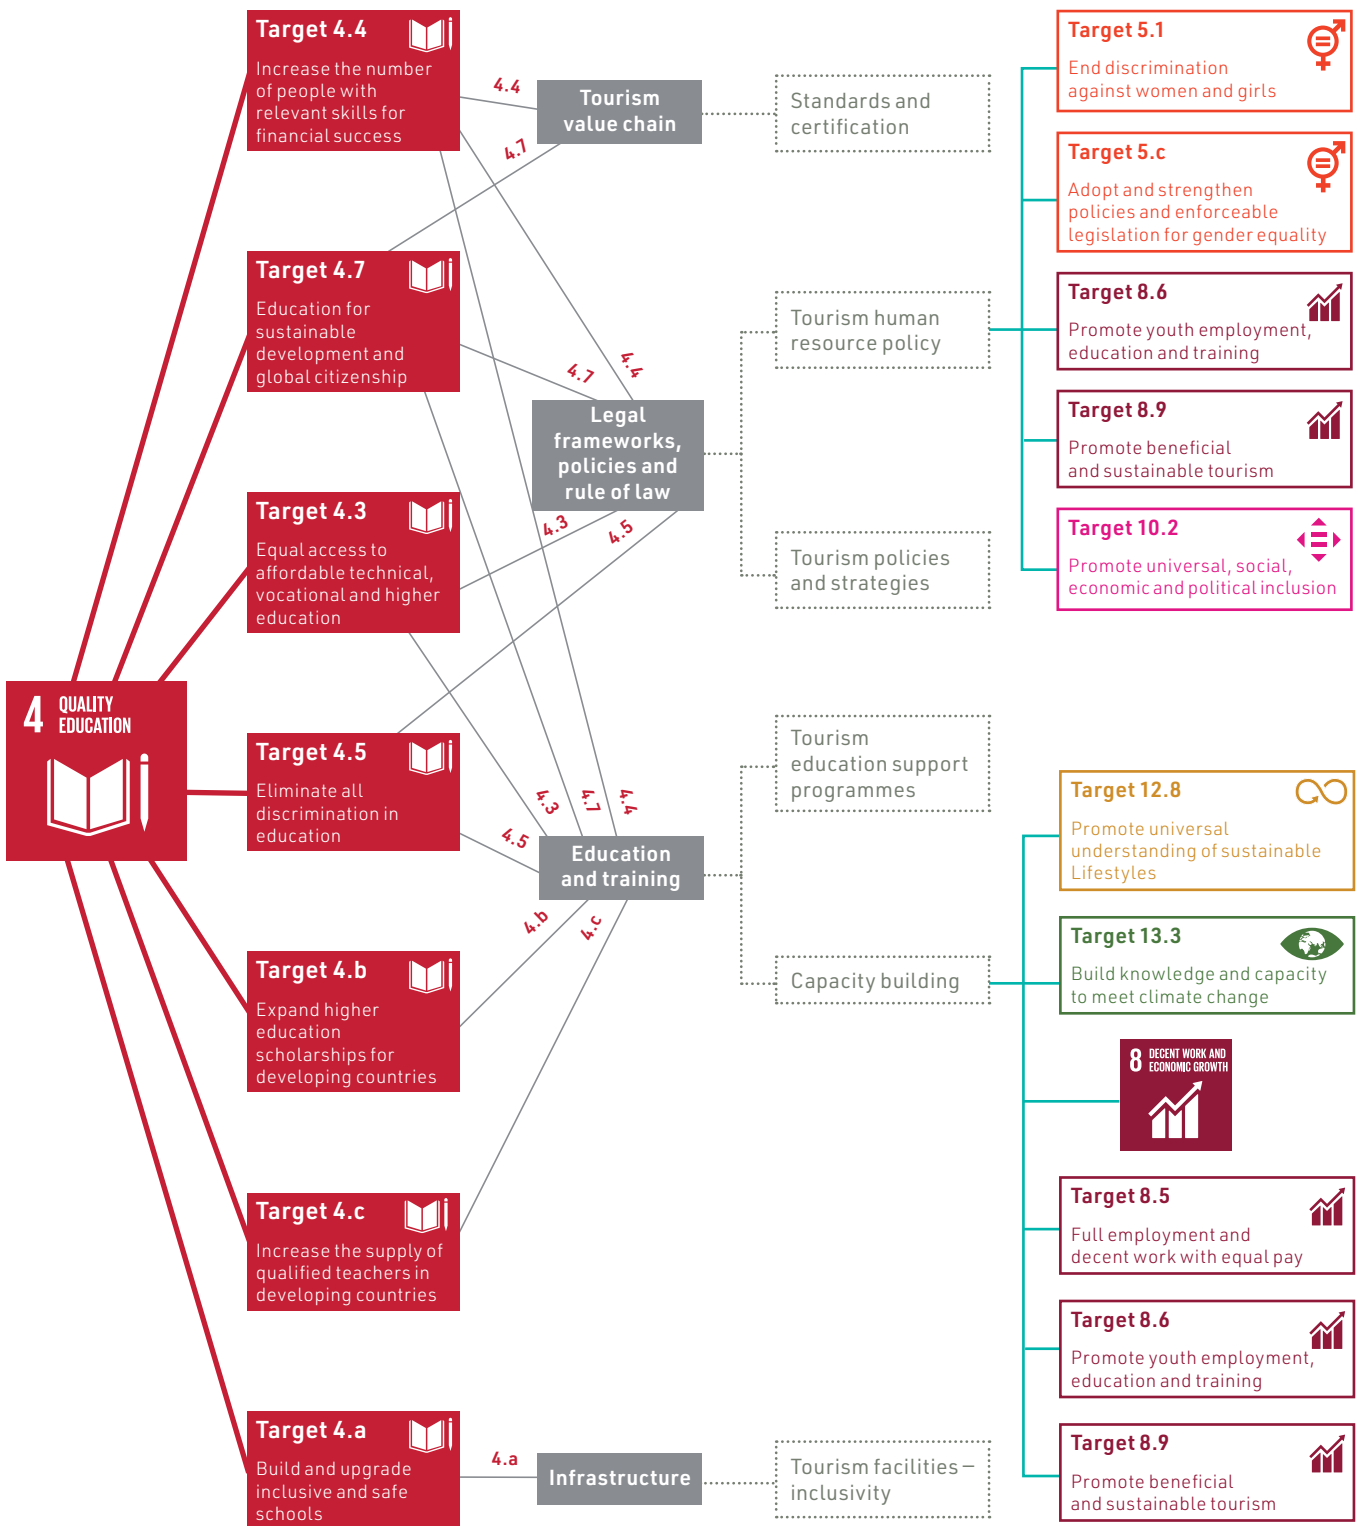 4 QUALITY
EDUCATION
Target 4.4
Increase the number
of people with
relevant skills for
financial success
Target 4.7
Education for
sustainable
development and
global citizenship
Target 4.3
Equal access to
affordable technical,
vocational and higher
education
Target 4.5
Eliminate all
discrimination in
education
Target 4.b
Expand higher
education
scholarships for
developing countries
Target 4.c
Increase the supply of
qualified teachers in
developing countries
Target 4.a
Build and upgrade
inclusive and safe
schools
4.4
4.7
4.7
4.4
4.3
4.5
4.3
4.7
4.4
4.5
4.b
4.c
4.a
Tourism
value chain
Legal
frameworks,
policies and
rule of law
Education
and training
Infrastructure
Standards and
certification
Tourism human
resource policy
Tourism policies
and strategies
Tourism
education support
programmes
Capacity building
Tourism facilities –
inclusivity
Target 5.1
End discrimination
against women and girls
Target 5.c
Adopt and strengthen
policies and enforceable
legislation for gender equality
Target 8.6
Promote youth employment,
education and training
Target 8.9
Promote beneficial
and sustainable tourism
Target 10.2
Promote universal, social,
economic and political inclusion
Target 12.8
Promote universal
understanding of sustainable
Lifestyles
Target 13.3
Build knowledge and capacity
to meet climate change
8 DECENT WORK AND
ECONOMIC GROWTH
Target 8.5
Full employment and
decent work with equal pay
Target 8.6
Promote youth employment,
education and training
Target 8.9
Promote beneficial
and sustainable tourism